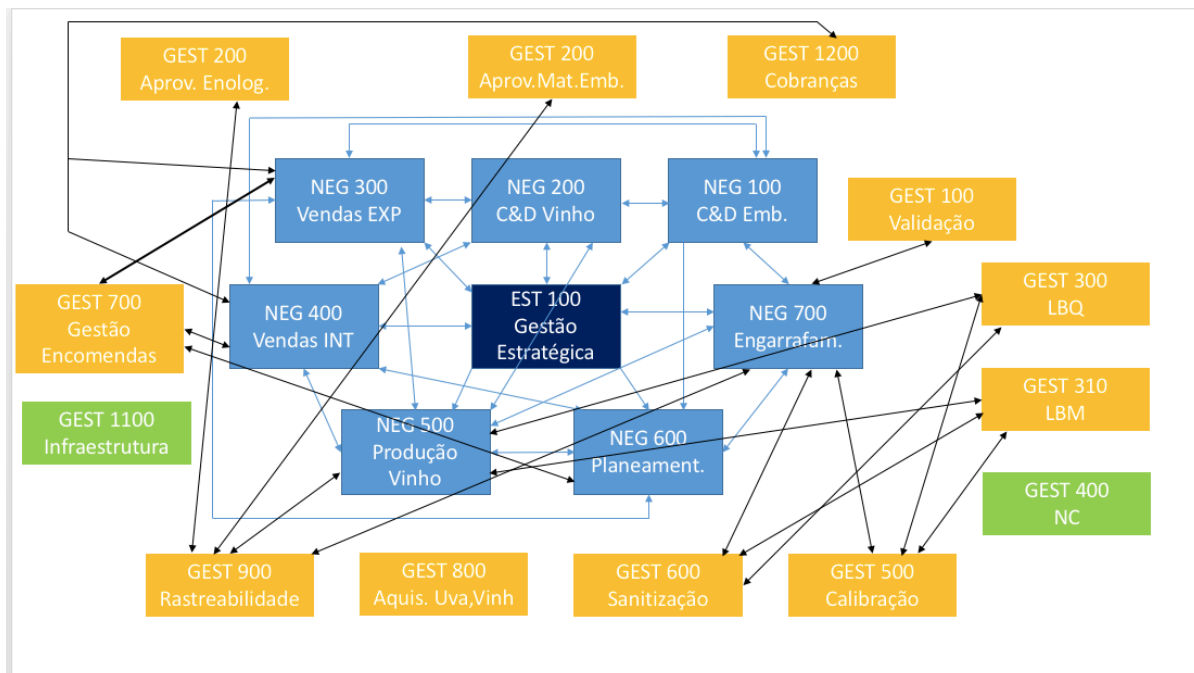 GEST 200
Aprov. Enolog.
GEST 200
Aprov.Mat.Emb.
GEST 1200
Cobranças
NEG 300
Vendas EXP
NEG 200
C&D Vinho
NEG 100
C&D Emb.
GEST 100
Validação
GEST 700
Gestão
Encomendas
NEG 400
Vendas INT
EST 100
Gestão
Estratégica
NEG 700
Engarrafam.
GEST 300
LBQ
GEST 310
LBM
GEST 1100
Infraestrutura
NEG 500
Produção
Vinho
NEG 600
Planeament.
GEST 400
NC
GEST 900
Rastreabilidade
GEST 800
Aquis. Uva,Vinh
GEST 600
Sanitização
GEST 500
Calibração